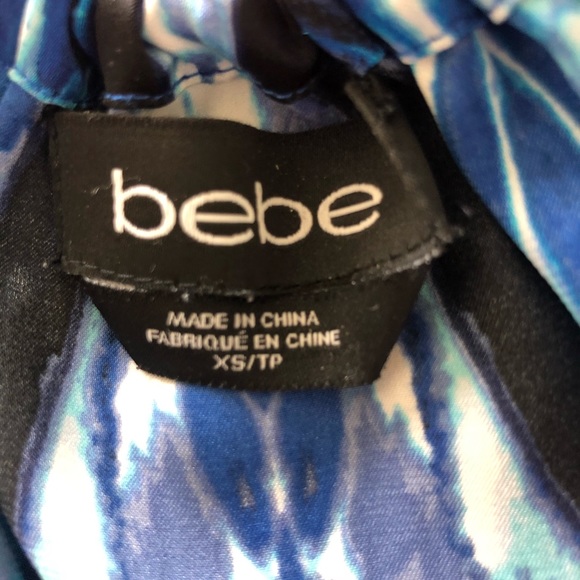 bebe
MADE IN CHINA
FABRIQUÉ EN CHINE
XS/TP